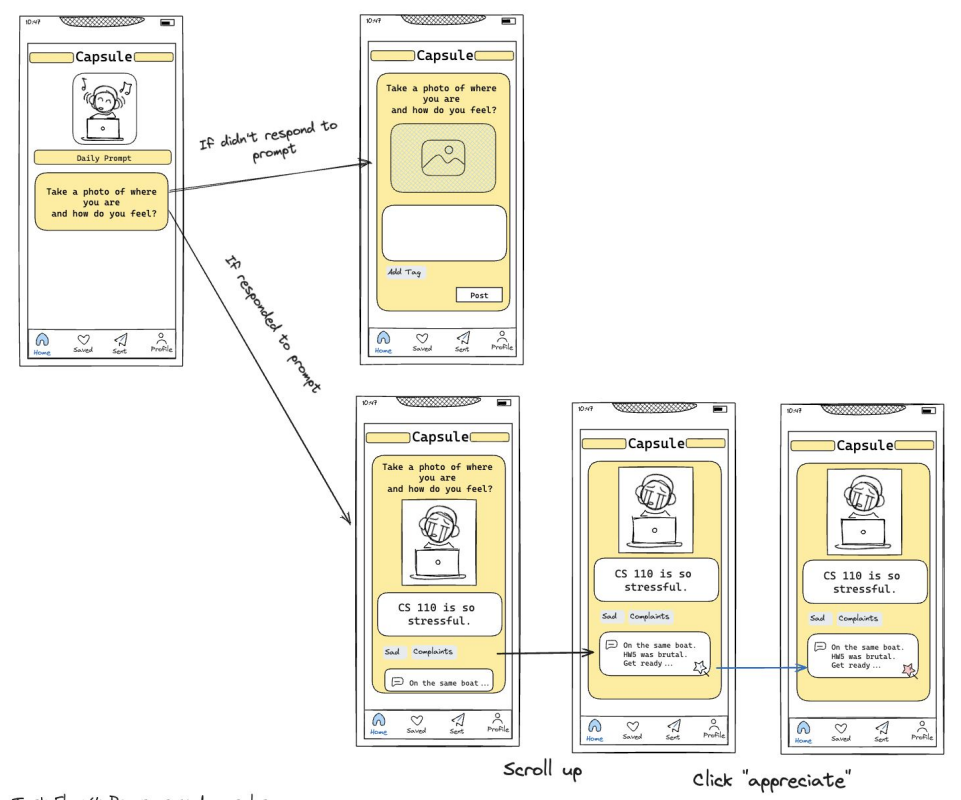 10:47
Capsule
Daily Prompt
Take a photo of where
you are
and how do you feel?
Home
Saved
Sent
Profile
If didn't respond to
prompt
10:47
Capsule
Take a photo of where
you are
and how do you feel?
Add Tag
Post
Home
Saved
Sent
Profile
If responded to prompt
10:47
Capsule
Take a photo of where
you are
and how do you feel?
CS 110 is so
stressful.
Sad
Complaints
On the same boat...
Home
Saved
Sent
Profile
Scroll up
10:47
Capsule
CS 110 is so
stressful.
Sad
Complaints
On the same boat.
HW5 was brutal.
Get ready...
Home
Saved
Sent
Profile
Click "appreciate"
10:47
Capsule
CS 110 is so
stressful.
Sad
Complaints
On the same boat.
HW5 was brutal.
Get ready...
Home
Saved
Sent
Profile